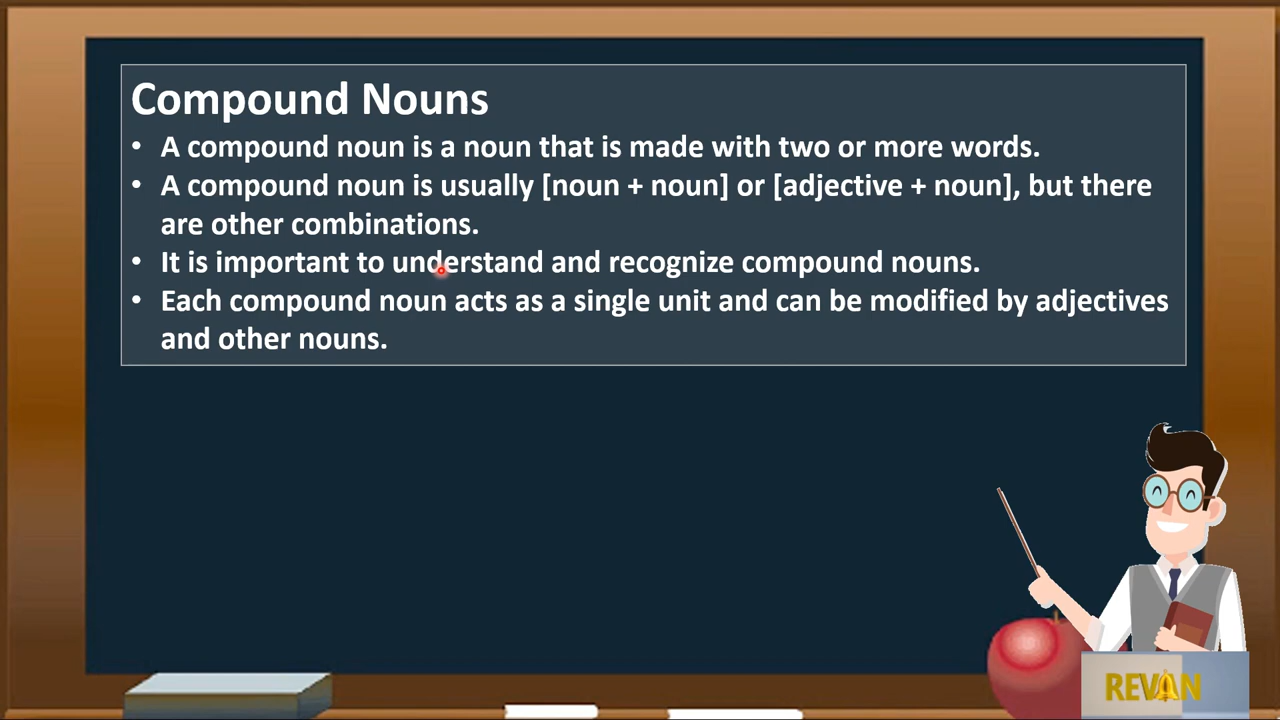 Compound Nouns
• A compound noun is a noun that is made with two or more words.
• A compound noun is usually [noun + noun] or [adjective + noun], but there
are other combinations.
• It is important to understand and recognize compound nouns.
• Each compound noun acts as a single unit and can be modified by adjectives
and other nouns.
REVAN